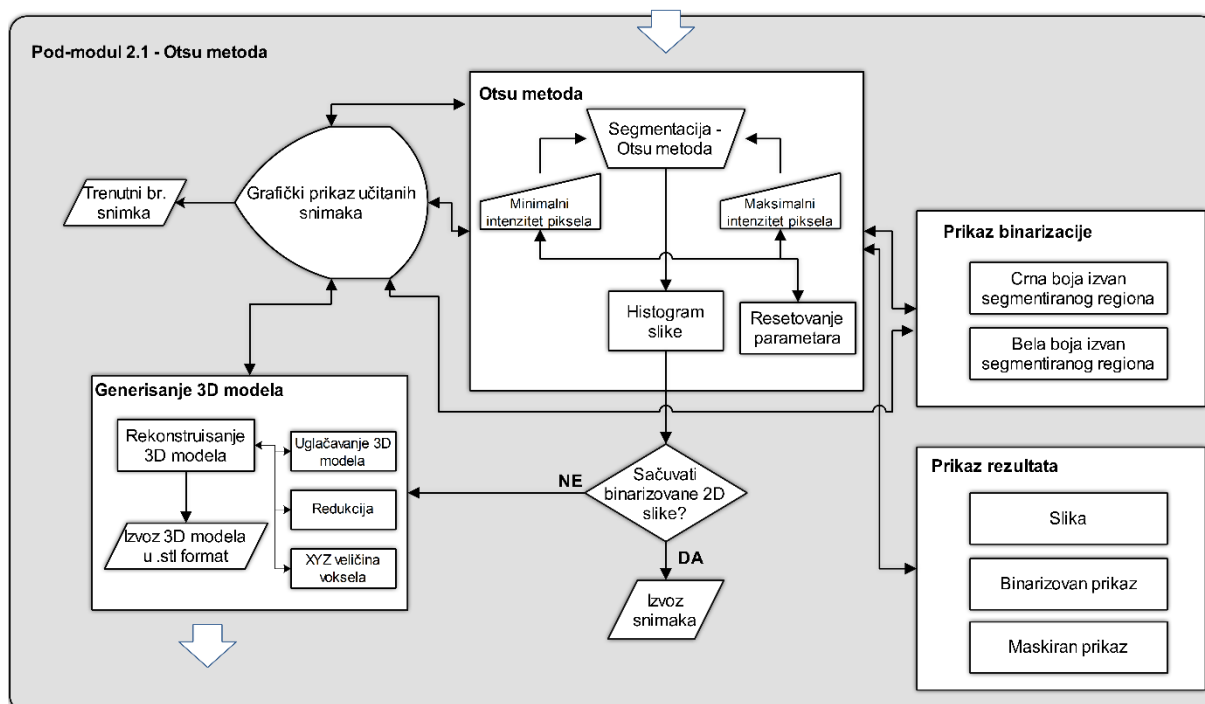 Pod-modul 2.1 - Otsu metoda
Otsu metoda
Segmentacija -
Otsu metoda
Minimalni
intenzitet piksela
Maksimalni
intenzitet piksela
Histogram
slike
Resetovanje
parametara
Trenutni br.
snimka
Grafički prikaz učitanih
snimaka
Prikaz binarizacije
Crna boja izvan
segmentiranog regiona
Bela boja izvan
segmentiranog regiona
Generisanje 3D modela
Rekonstruisanje
3D modela
Uglačavanje 3D
modela
Redukcija
XYZ veličina
voksela
Izvoz 3D modela
u .stl format
NE
Sačuvati
binarizovane 2D
slike?
DA
Izvoz
snimaka
Prikaz rezultata
Slika
Binarizovan prikaz
Maskiran prikaz